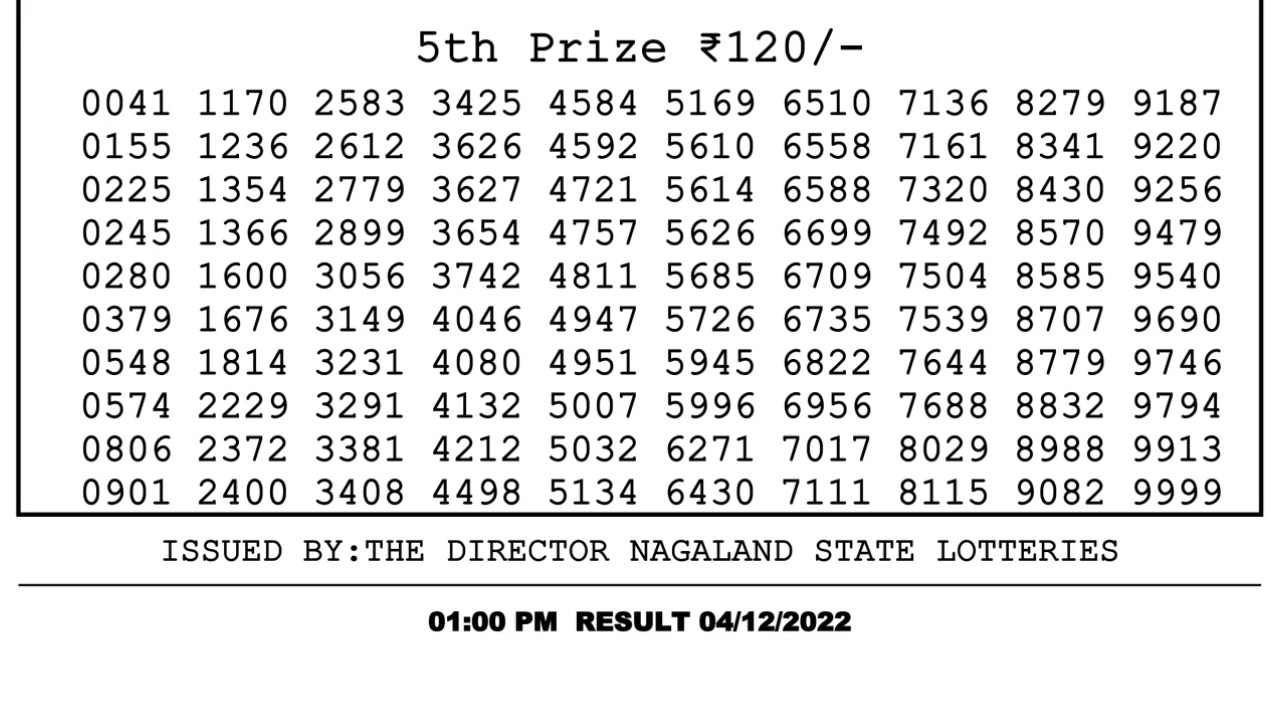 5th Prize ₹120/-
0041 1170 2583 3425 4584 5169 6510 7136 8279 9187
0155 1236 2612 3626 4592 5610 6558 7161 8341 9220
0225 1354 2779 3627 4721 5614 6588 7320 8430 9256
0245 1366 2899 3654 4757 5626 6699 7492 8570 9479
0280 1600 3056 3742 4811 5685 6709 7504 8585 9540
0379 1676 3149 4046 4947 5726 6735 7539 8707 9690
0548 1814 3231 4080 4951 5945 6822 7644 8779 9746
0574 2229 3291 4132 5007 5996 6956 7688 8832 9794
0806 2372 3381 4212 5032 6271 7017 8029 8988 9913
0901 2400 3408 4498 5134 6430 7111 8115 9082 9999
ISSUED BY:THE DIRECTOR NAGALAND STATE LOTTERIES
01:00 PM RESULT 04/12/2022